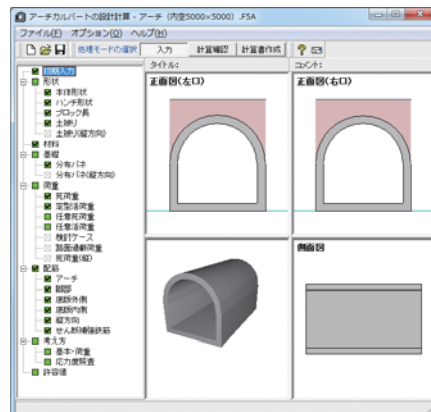 アーチカルバートの設計計算 - アーチ（内空5000×5000）.F5A
ファイル(F) オプション(O) ヘルプ(H)
処理モードの選択 入力 計算確認 計算書作成
タイトル: コメント:
初期入力
形状
本体形状
ハンチ形状
ブロック長
土被り
土被り(縦方向)
材料
基礎
分布バネ
分布バネ(縦方向)
荷重
死荷重
定型活荷重
任意死荷重
任意活荷重
検討ケース
路面過載荷重
死荷重(縦)
配筋
アーチ
脚部
底版外側
底版内側
縦方向
せん断補強鉄筋
考え方
基本・荷重
応力度照査
許容値
正面図(左口)
正面図(右口)
側面図